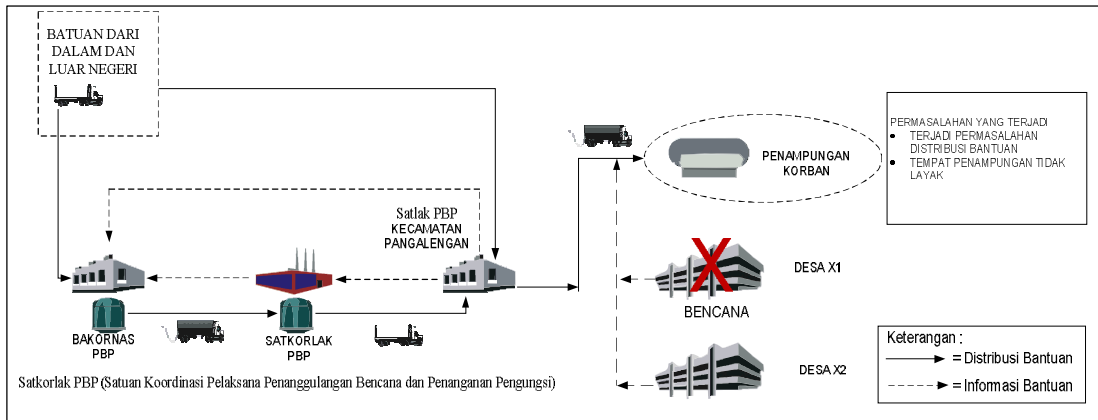 BATUAN DARI
DALAM DAN
LUAR NEGERI
Satlak PBP
KECAMATAN
PANGALENGAN
BAKORNAS
PBP
SATKORLAK
PBP
PENAMPUNGAN
KORBAN
PERMASALAHAN YANG TERJADI
• TERJADI PERMASALAHAN
DISTRIBUSI BANTUAN
• TEMPAT PENAMPUNGAN TIDAK
LAYAK
DESA X1
BENCANA
DESA X2
Keterangan :
= Distribusi Bantuan
= Informasi Bantuan
Satkorlak PBP (Satuan Koordinasi Pelaksana Penanggulangan Bencana dan Penanganan Pengungsi)